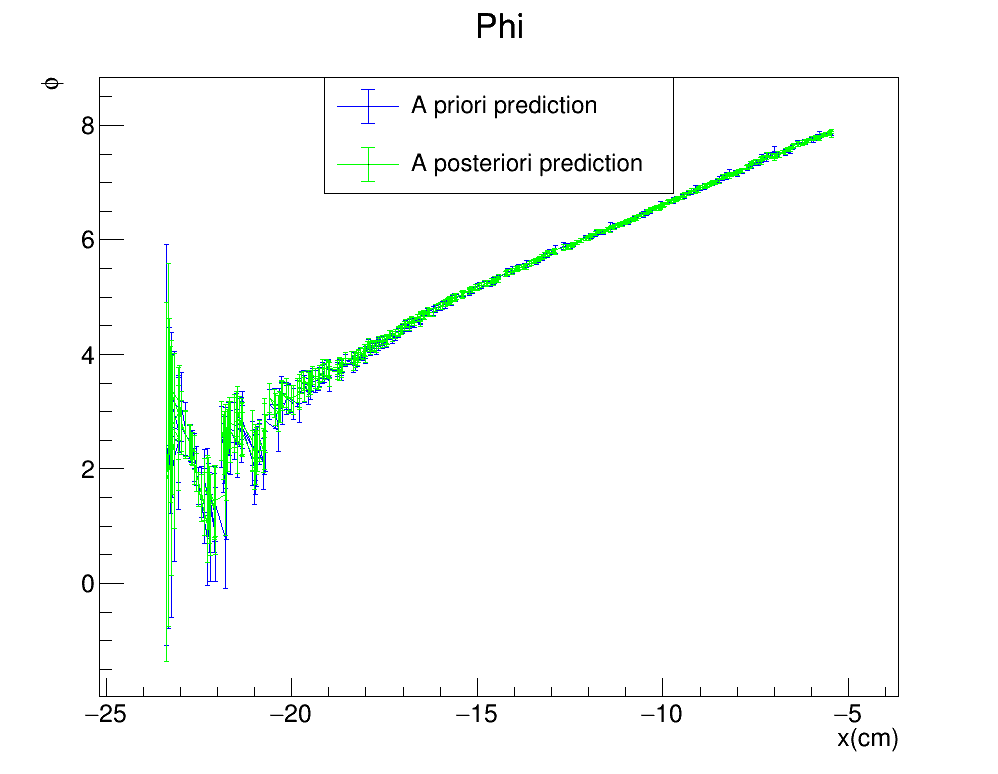 Phi
ϕ
A priori prediction
A posteriori prediction
8
6
4
2
0
−25 −20 −15 −10 −5
x(cm)